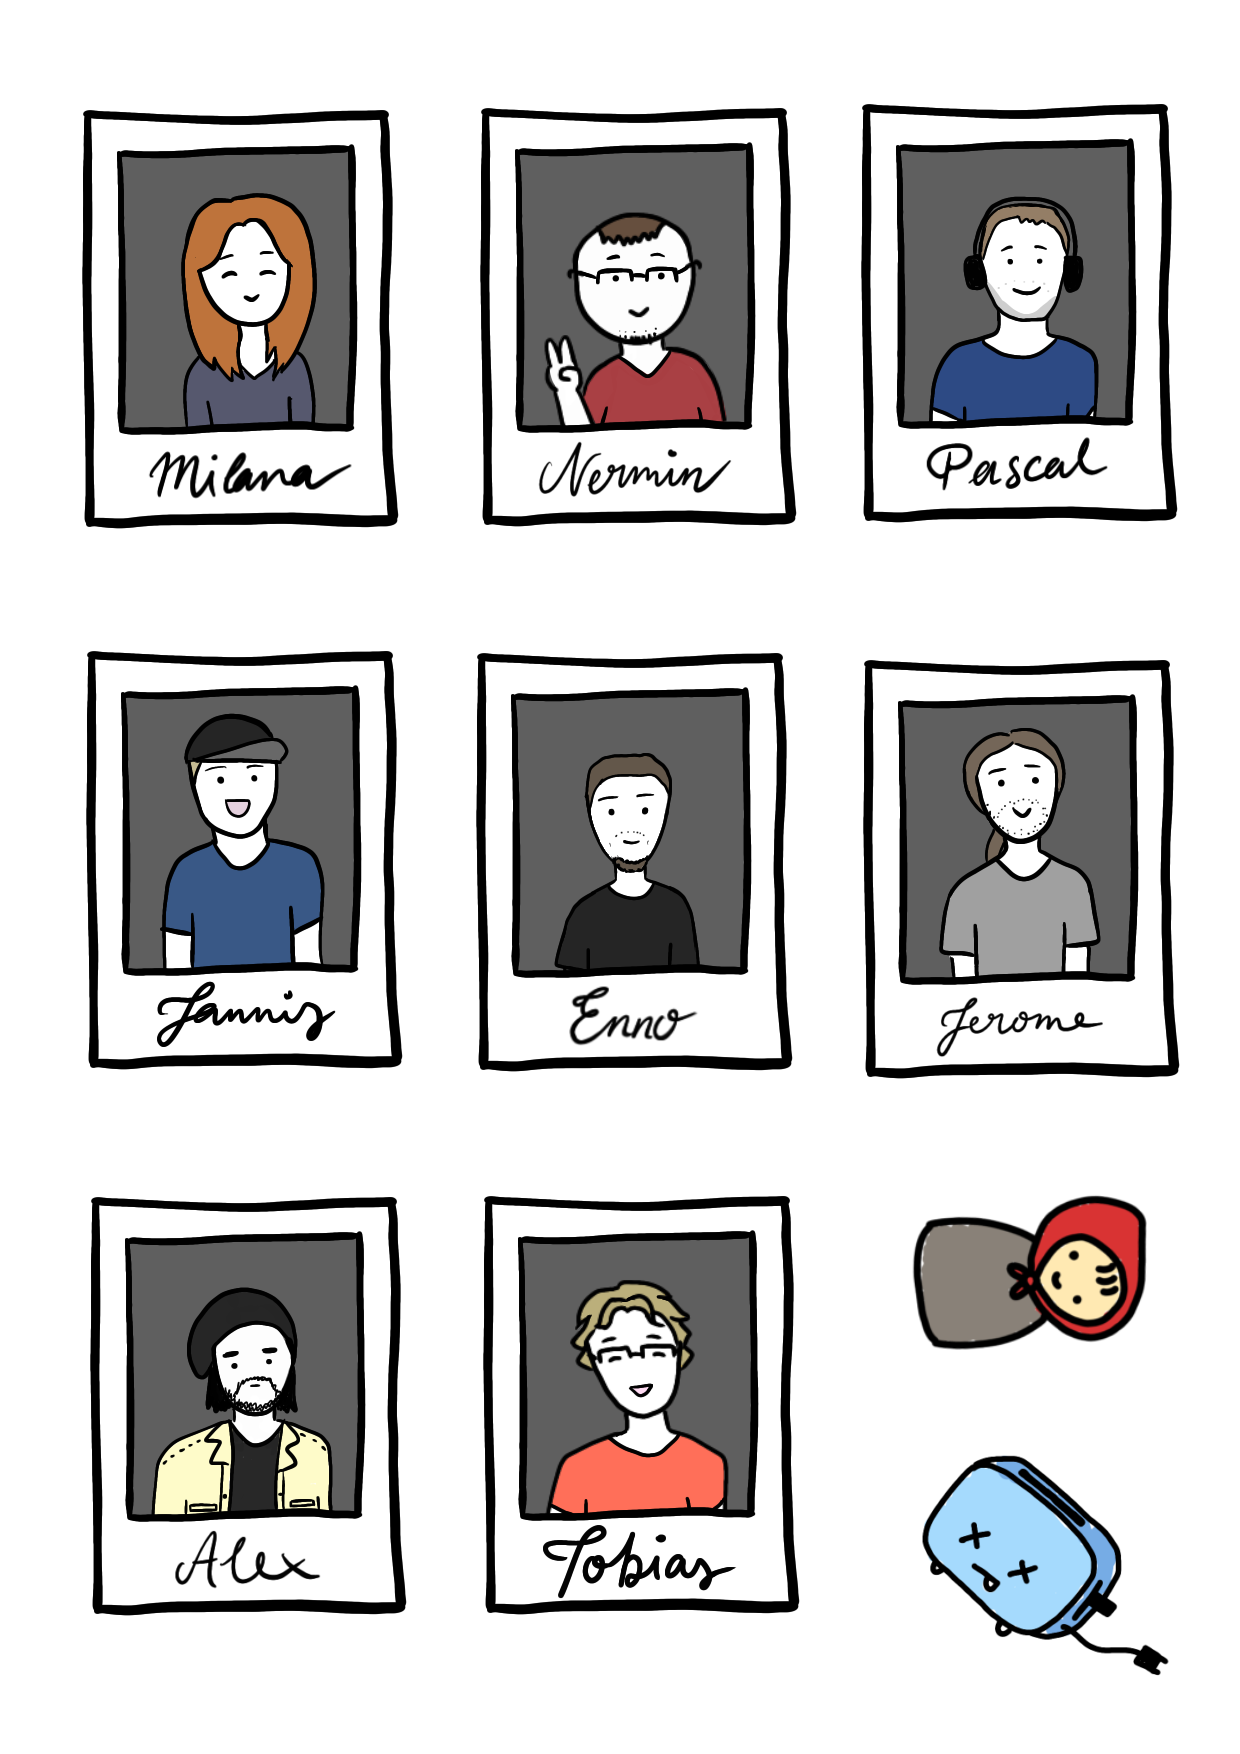 Milana
Nermin
Pascal
Jannis
Enno
Jerome
Alex
Tobias